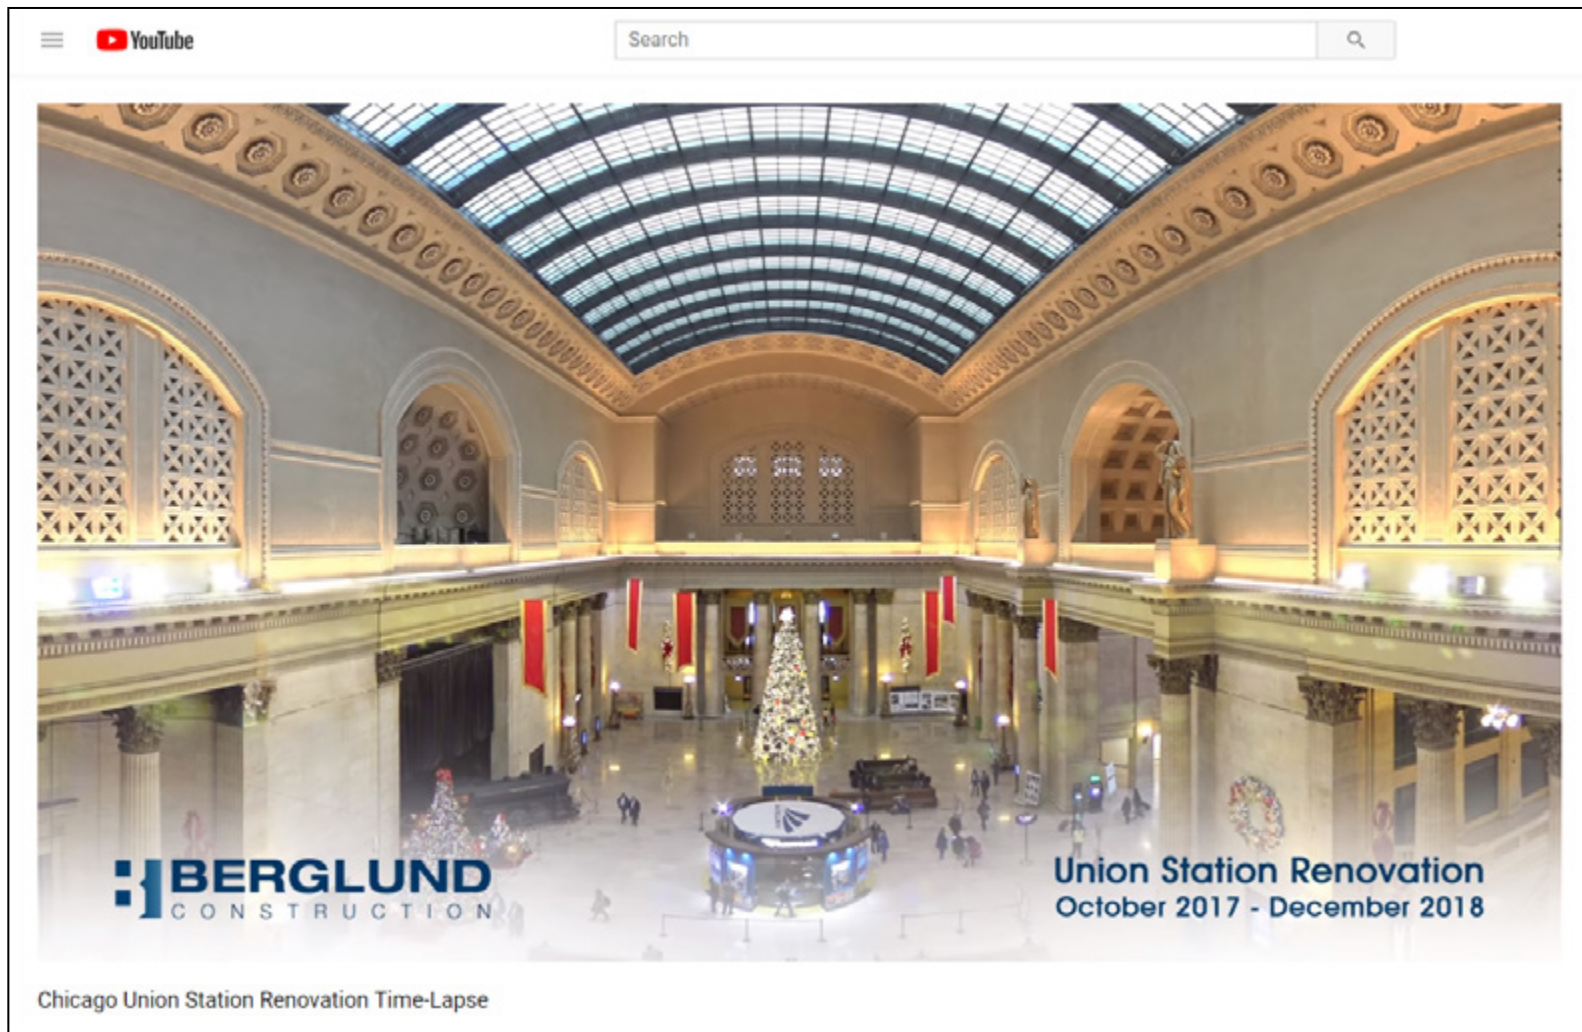 YouTube
Search
BERGLUND
CONSTRUCTION
Union Station Renovation
October 2017 - December 2018
Chicago Union Station Renovation Time-Lapse